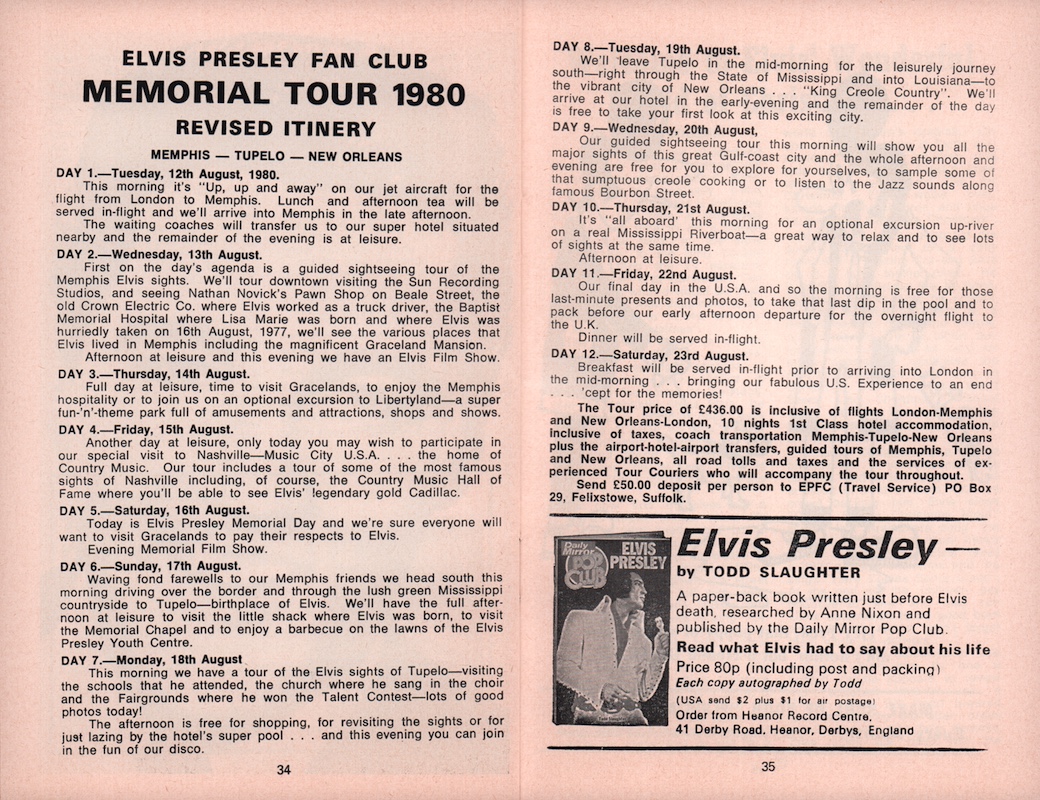 ELVIS PRESLEY FAN CLUB
MEMORIAL TOUR 1980
REVISED ITINERY
MEMPHIS — TUPELO — NEW ORLEANS
DAY 1.—Tuesday, 12th August, 1980.
This morning it's "Up, up and away" on our jet aircraft for the
flight from London to Memphis. Lunch and afternoon tea will be
served in-flight and we'll arrive into Memphis in the late afternoon.
The waiting coaches will transfer us to our super hotel situated
nearby and the remainder of the evening is at leisure.
DAY 2.—Wednesday, 13th August.
First on the day's agenda is a guided sightseeing tour of the
Memphis Elvis sights. We'll tour downtown visiting the Sun Recording
Studios, and seeing Nathan Novick's Pawn Shop on Beale Street, the
old Crown Electric Co. where Elvis worked as a truck driver, the Baptist
Memorial Hospital where Lisa Marie was born and where Elvis was
hurriedly taken on 16th August, 1977, we'll see the various places that
Elvis lived in Memphis including the magnificent Graceland Mansion.
Afternoon at leisure and this evening we have an Elvis Film Show.
DAY 3.—Thursday, 14th August.
Full day at leisure, time to visit Gracelands, to enjoy the Memphis
hospitality or to join us on an optional excursion to Libertyland—a super
fun-'n'-theme park full of amusements and attractions, shops and shows.
DAY 4.—Friday, 15th August.
Another day at leisure, only today you may wish to participate in
our special visit to Nashville—Music City U.S.A. . . . the home of
Country Music. Our tour includes a tour of some of the most famous
sights of Nashville including, of course, the Country Music Hall of
Fame where you'll be able to see Elvis' legendary gold Cadillac.
DAY 5.—Saturday, 16th August.
Today is Elvis Presley Memorial Day and we're sure everyone will
want to visit Gracelands to pay their respects to Elvis.
Evening Memorial Film Show.
DAY 6.—Sunday, 17th August.
Waving fond farewells to our Memphis friends we head south this
morning driving over the border and through the lush green Mississippi
countryside to Tupelo—birthplace of Elvis. We'll have the full after-
noon at leisure to visit the little shack where Elvis was born, to visit
the Memorial Chapel and to enjoy a barbecue on the lawns of the Elvis
Presley Youth Centre.
DAY 7.—Monday, 18th August
This morning we have a tour of the Elvis sights of Tupelo—visiting
the schools that he attended, the church where he sang in the choir
and the Fairgrounds where he won the Talent Contest—lots of good
photos today!
The afternoon is free for shopping, for revisiting the sights or for
just lazing by the hotel's super pool . . . and this evening you can join
in the fun of our disco.
34
DAY 8.—Tuesday, 19th August.
We'll leave Tupelo in the mid-morning for the leisurely journey
south—right through the State of Mississippi and into Louisiana—to
the vibrant city of New Orleans . . . "King Creole Country". We'll
arrive at our hotel in the early-evening and the remainder of the day
is free to take your first look at this exciting city.
DAY 9.—Wednesday, 20th August,
Our guided sightseeing tour this morning will show you all the
major sights of this great Gulf-coast city and the whole afternoon and
evening are free for you to explore for yourselves, to sample some of
that sumptuous creole cooking or to listen to the Jazz sounds along
famous Bourbon Street.
DAY 10.—Thursday, 21st August.
It's "all aboard' this morning for an optional excursion up-river
on a real Mississippi Riverboat—a great way to relax and to see lots
of sights at the same time.
Afternoon at leisure.
DAY 11.—Friday, 22nd August.
Our final day in the U.S.A. and so the morning is free for those
last-minute presents and photos, to take that last dip in the pool and to
pack before our early afternoon departure for the overnight flight to
the U.K.
Dinner will be served in-flight.
DAY 12.—Saturday, 23rd August.
Breakfast will be served in-flight prior to arriving into London in
the mid-morning . . . bringing our fabulous U.S. Experience to an end
. . . 'cept for the memories!
The Tour price of £436.00 is inclusive of flights London-Memphis
and New Orleans-London, 10 nights 1st Class hotel accommodation,
inclusive of taxes, coach transportation Memphis-Tupelo-New Orleans
plus the airport-hotel-airport transfers, guided tours of Memphis, Tupelo
and New Orleans, all road tolls and taxes and the services of ex-
perienced Tour Couriers who will accompany the tour throughout.
Send £50.00 deposit per person to EPFC (Travel Service) PO Box
29, Felixstowe, Suffolk.
Daily
Mirror
POP
CLUB
ELVIS
PRESLEY
Elvis Presley—
by TODD SLAUGHTER
A paper-back book written just before Elvis
death, researched by Anne Nixon and
published by the Daily Mirror Pop Club.
Read what Elvis had to say about his life
Price 80p (including post and packing)
Each copy autographed by Todd
(USA send $2 plus $1 for air postage)
Order from Heanor Record Centre,
41 Derby Road, Heanor, Derbys, England
35